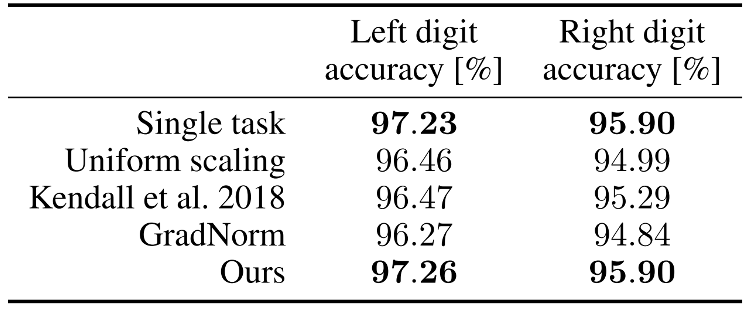 Left digit Right digit
accuracy [%] accuracy [%]
Single task 97.23 95.90
Uniform scaling 96.46 94.99
Kendall et al. 2018 96.47 95.29
GradNorm 96.27 94.84
Ours 97.26 95.90